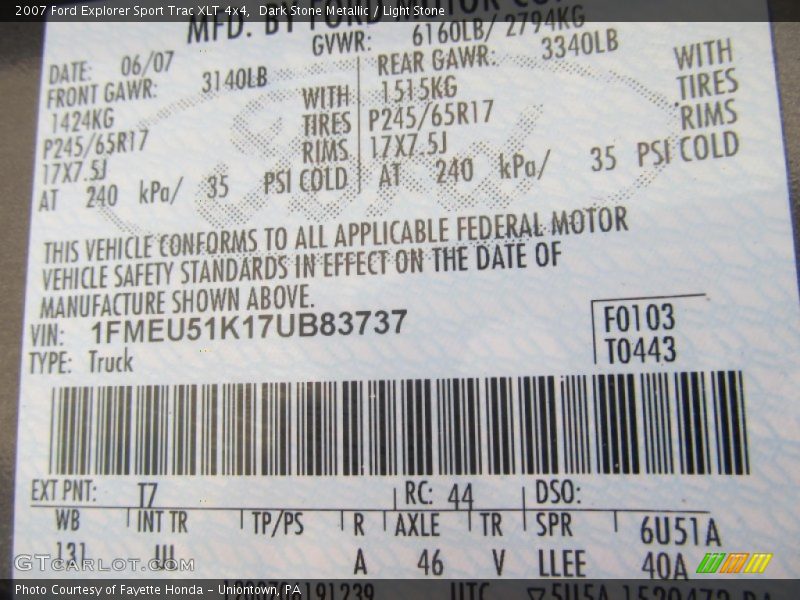 2007 Ford Explorer Sport Trac XLT 4x4, Dark Stone Metallic / Light Stone
MFD. BY FORD MOTOR CO
GVWR: 6160LB/ 2794KG
DATE: 06/07
FRONT GAWR: 3140LB
1424KG WITH
P245/65R17 TIRES
17X7.5J RIMS
AT 240 kPa/ 35 PSI COLD
REAR GAWR: 3340LB
1515KG WITH
P245/65R17 TIRES
17X7.5J RIMS
AT 240 kPa/ 35 PSI COLD
THIS VEHICLE CONFORMS TO ALL APPLICABLE FEDERAL MOTOR
VEHICLE SAFETY STANDARDS IN EFFECT ON THE DATE OF
MANUFACTURE SHOWN ABOVE.
VIN: 1FMEU51K17UB83737
TYPE: Truck
F0103
T0443
EXT PNT: T7 RC: 44 DSO:
WB INT TR TP/PS R AXLE TR SPR 6U51A
131 A 46 V LLEE 40A
GTCarLot.com
Photo Courtesy of Fayette Honda - Uniontown, PA
UTC